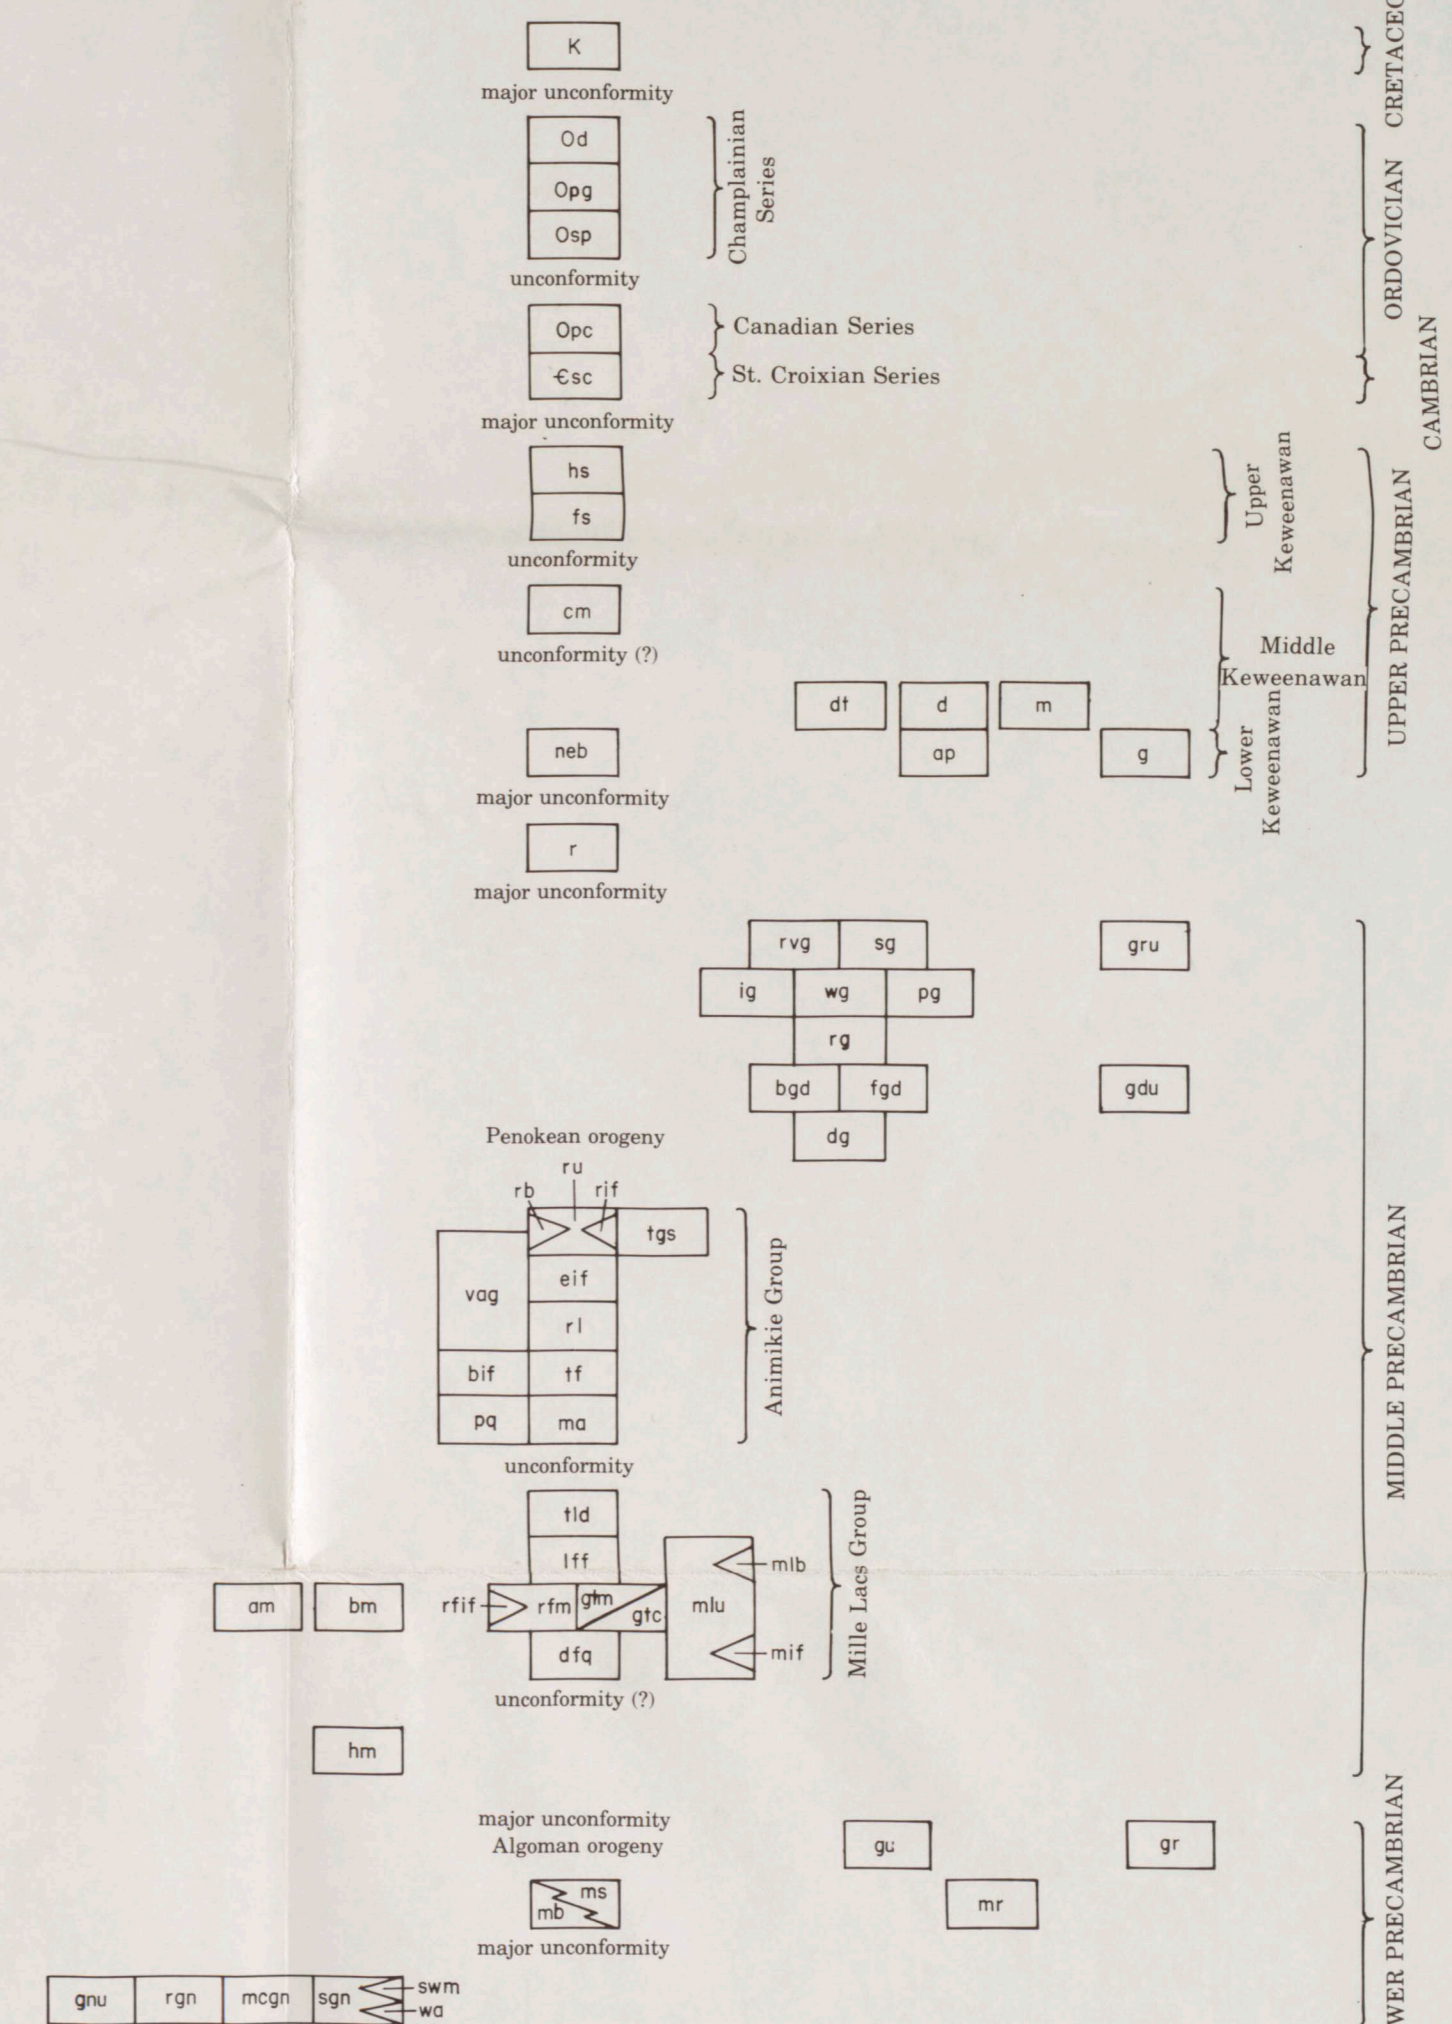 K
major unconformity
CRETACEO
Od
Opg
Osp
Champlainian
Series
unconformity
ORDOVICIAN
Opc
Canadian Series
Єsc
St. Croixian Series
major unconformity
CAMBRIAN
hs
fs
Upper
Keweenawan
unconformity
cm
unconformity (?)
Middle
Keweenawan
UPPER PRECAMBRIAN
dt
d
m
neb
ap
g
Lower
Keweenawan
major unconformity
r
major unconformity
rvg
sg
gru
ig
wg
pg
rg
bgd
fgd
gdu
dg
Penokean orogeny
ru
rb
rif
tgs
eif
vag
rl
bif
tf
pq
ma
Animikie Group
MIDDLE PRECAMBRIAN
unconformity
tld
lff
mlb
am
bm
rfif
rfm
gtm
gtc
mlu
dfq
mif
Mille Lacs Group
unconformity (?)
hm
major unconformity
Algoman orogeny
gu
gr
ms
mb
mr
major unconformity
WER PRECAMBRIAN
gnu
rgn
mcgn
sgn
swm
wa